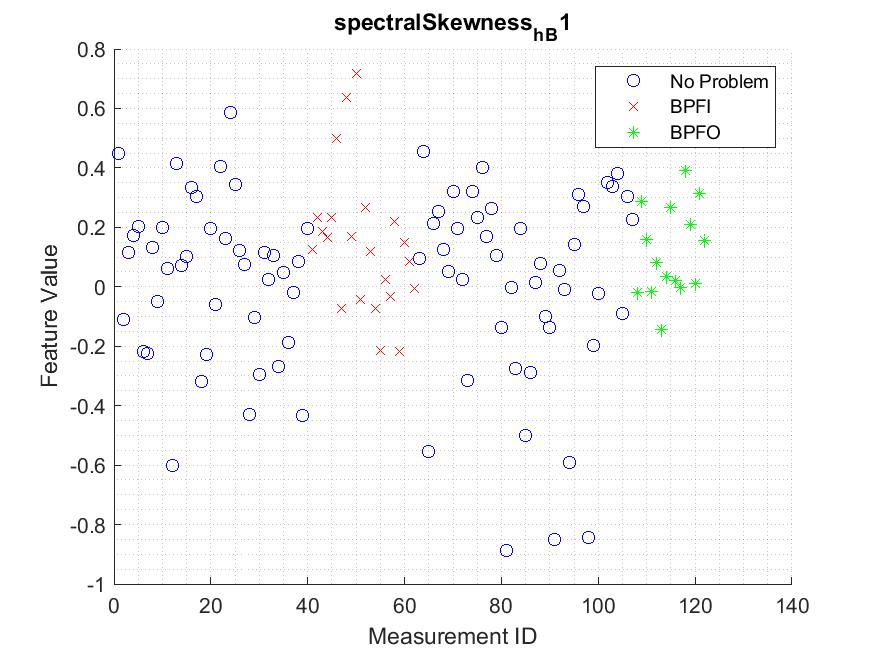 spectralSkewness_hB1
0.8
0.6
0.4
0.2
0
-0.2
-0.4
-0.6
-0.8
-1
Feature Value
No Problem
BPFI
BPFO
0 20 40 60 80 100 120 140
Measurement ID